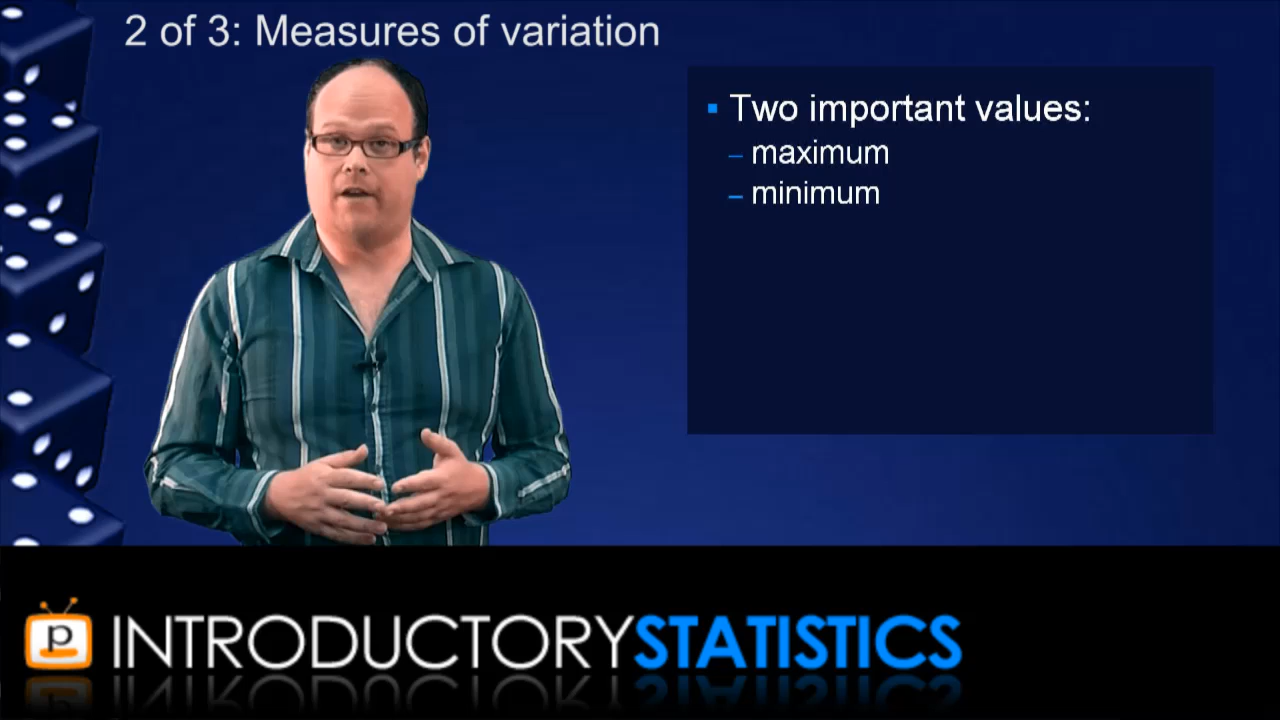 2 of 3: Measures of variation
▪ Two important values:
– maximum
– minimum
p INTRODUCTORYSTATISTICS